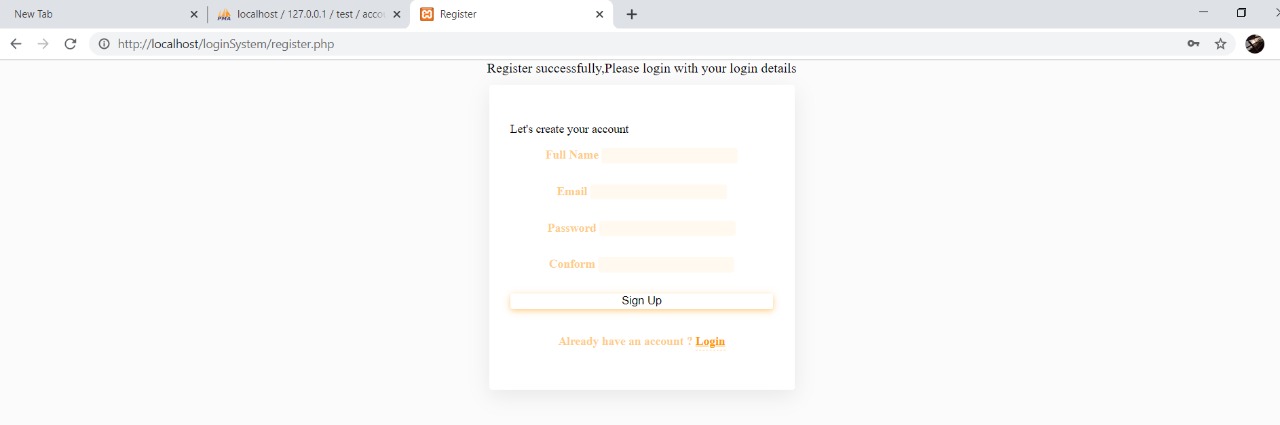 New Tab
localhost / 127.0.0.1 / test / acco
Register
http://localhost/loginSystem/register.php
Register successfully,Please login with your login details
Let's create your account
Full Name
Email
Password
Conform
Sign Up
Already have an account ? Login